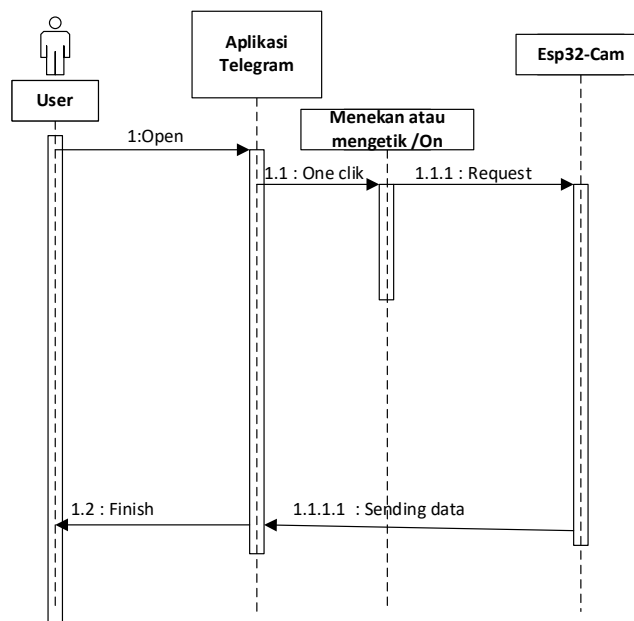 Aplikasi
Telegram
Esp32-Cam
User
Menekan atau
mengetik /On
1:Open
1.1 : One clik
1.1.1 : Request
1.2 : Finish
1.1.1.1  : Sending data